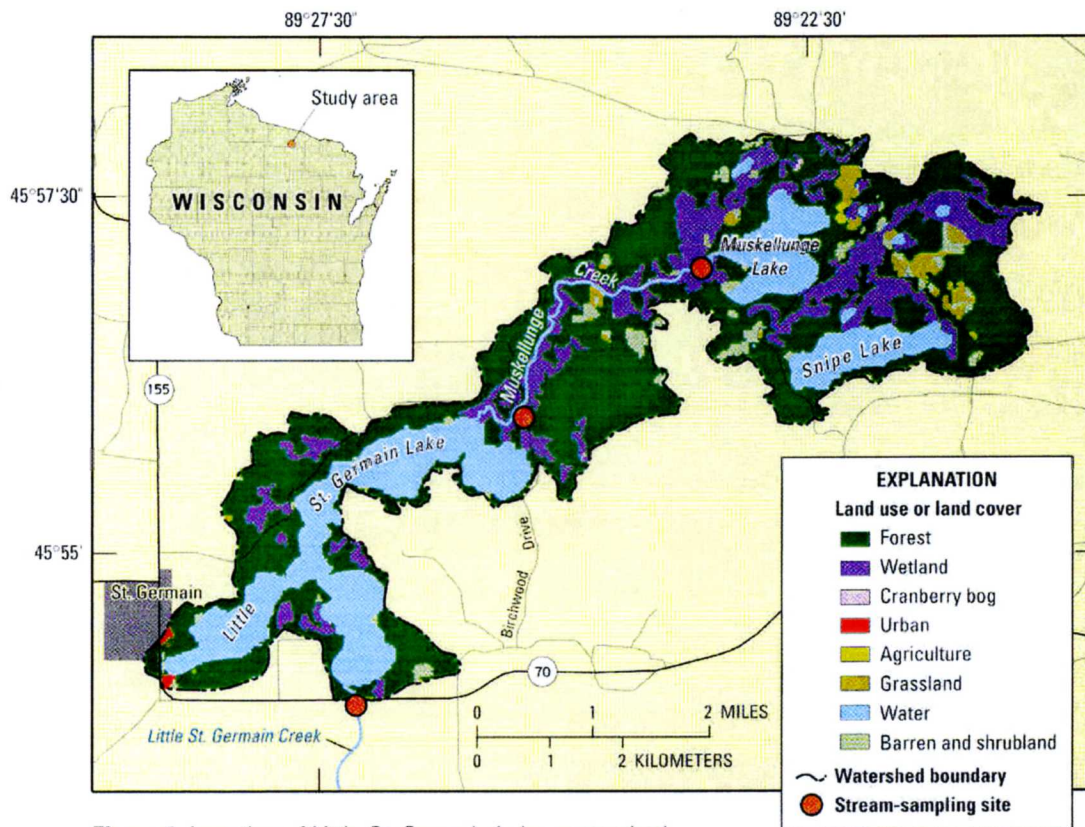 89°27'30"
89°22'30"
Study area
WISCONSIN
45°57'30"
Muskellunge
Lake
Creek
Muskellunge
Snipe Lake
155
St. Germain Lake
45°55'
St. Germain
Little
Birchwood Drive
70
Little St. Germain Creek
0 1 2 MILES
0 1 2 KILOMETERS
EXPLANATION
Land use or land cover
Forest
Wetland
Cranberry bog
Urban
Agriculture
Grassland
Water
Barren and shrubland
Watershed boundary
Stream-sampling site